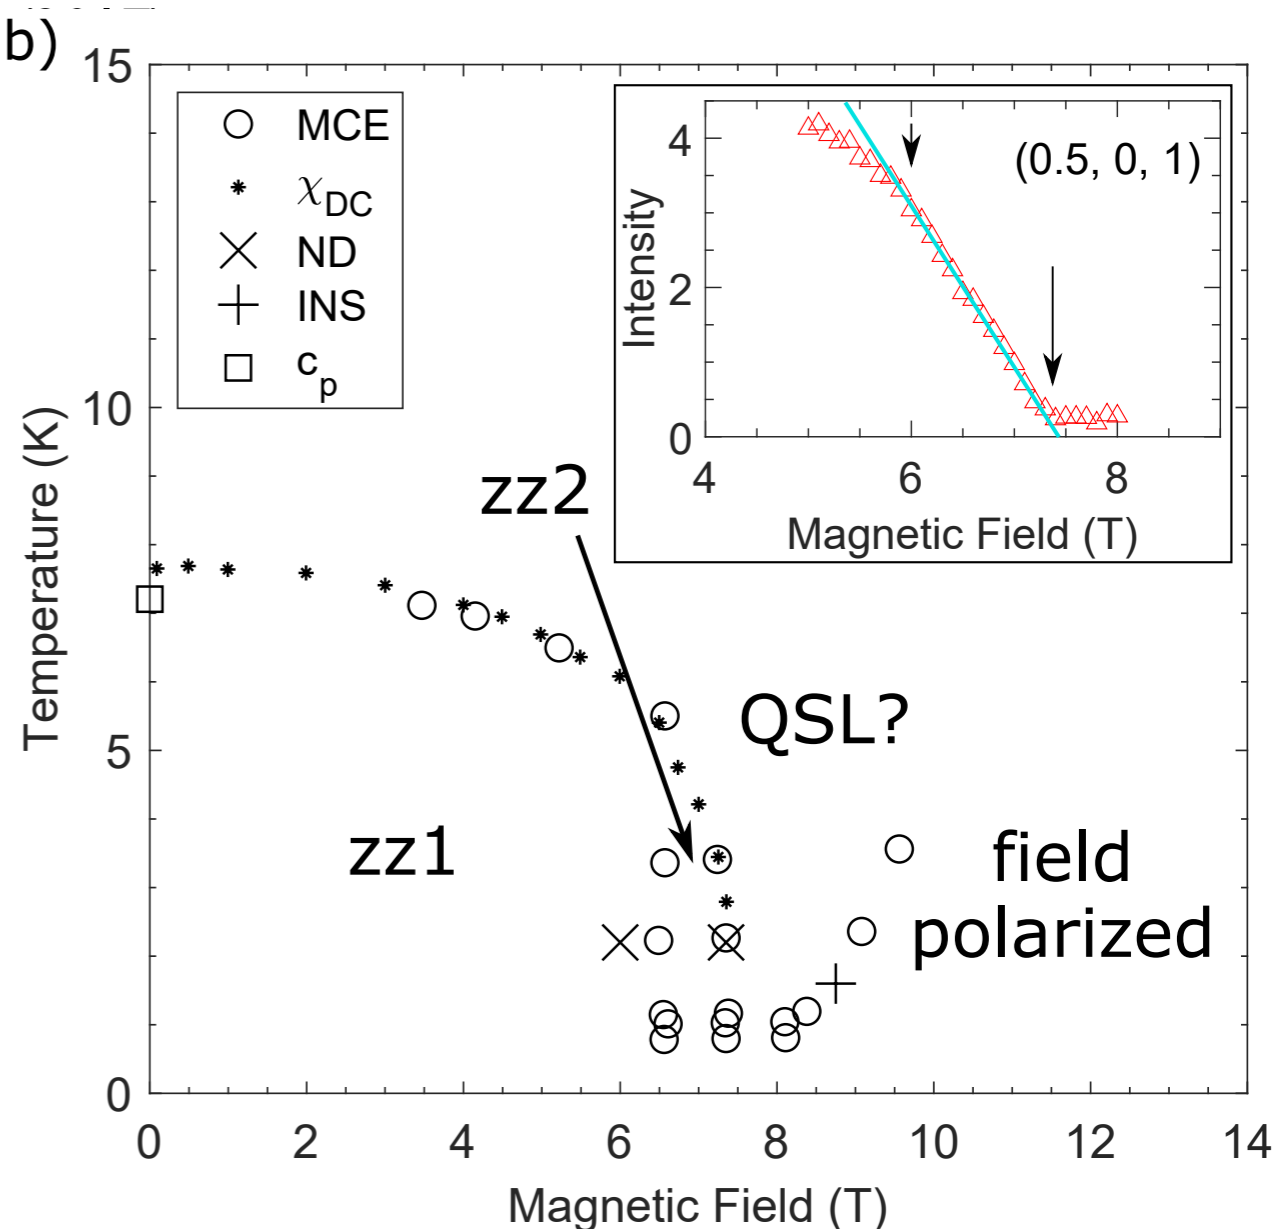 b)
15
10
5
0
Temperature (K)
MCE
χDC
ND
INS
cp
4
2
0
Intensity
(0.5, 0, 1)
4 6 8
Magnetic Field (T)
zz2
QSL?
zz1
field
polarized
0 2 4 6 8 10 12 14
Magnetic Field (T)